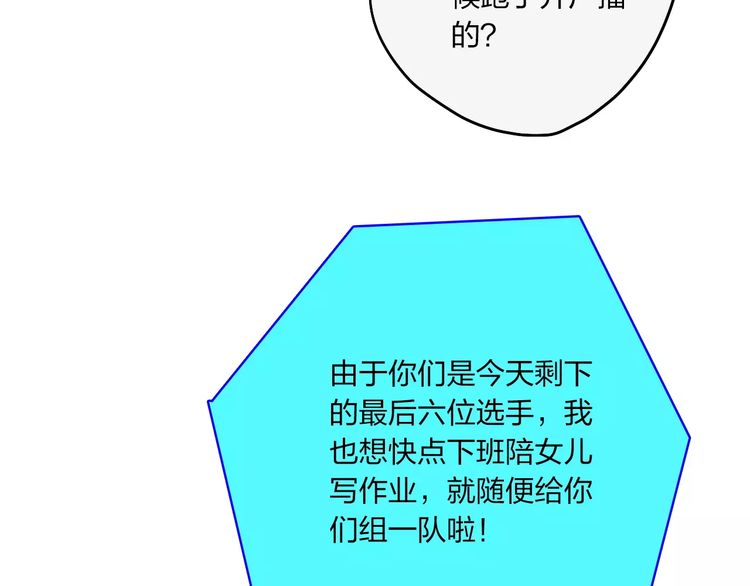 的?
由于你们是今天剩下
的最后六位选手，我
也想快点下班陪女儿
写作业，就随便给你
们组一队啦！